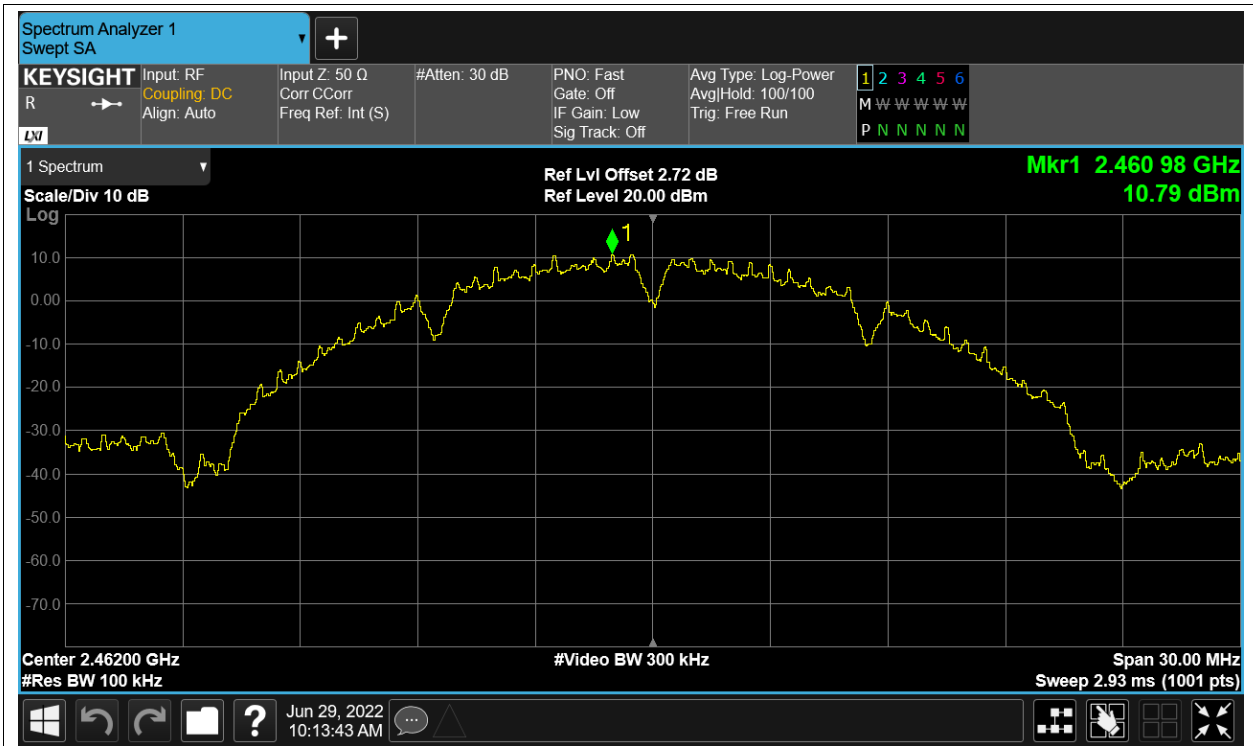 Spectrum Analyzer 1
Swept SA
KEYSIGHT
R
LXI
Input: RF
Coupling: DC
Align: Auto
Input Z: 50 Ω
Corr CCorr
Freq Ref: Int (S)
#Atten: 30 dB
PNO: Fast
Gate: Off
IF Gain: Low
Sig Track: Off
Avg Type: Log-Power
Avg|Hold: 100/100
Trig: Free Run
1 2 3 4 5 6
M W W W W W
P N N N N N
1 Spectrum
Scale/Div 10 dB
Log
Ref Lvl Offset 2.72 dB
Ref Level 20.00 dBm
Mkr1 2.460 98 GHz
10.79 dBm
1
10.0
0.00
-10.0
-20.0
-30.0
-40.0
-50.0
-60.0
-70.0
Center 2.46200 GHz
#Video BW 300 kHz
Span 30.00 MHz
#Res BW 100 kHz
Sweep 2.93 ms (1001 pts)
?
Jun 29, 2022
10:13:43 AM